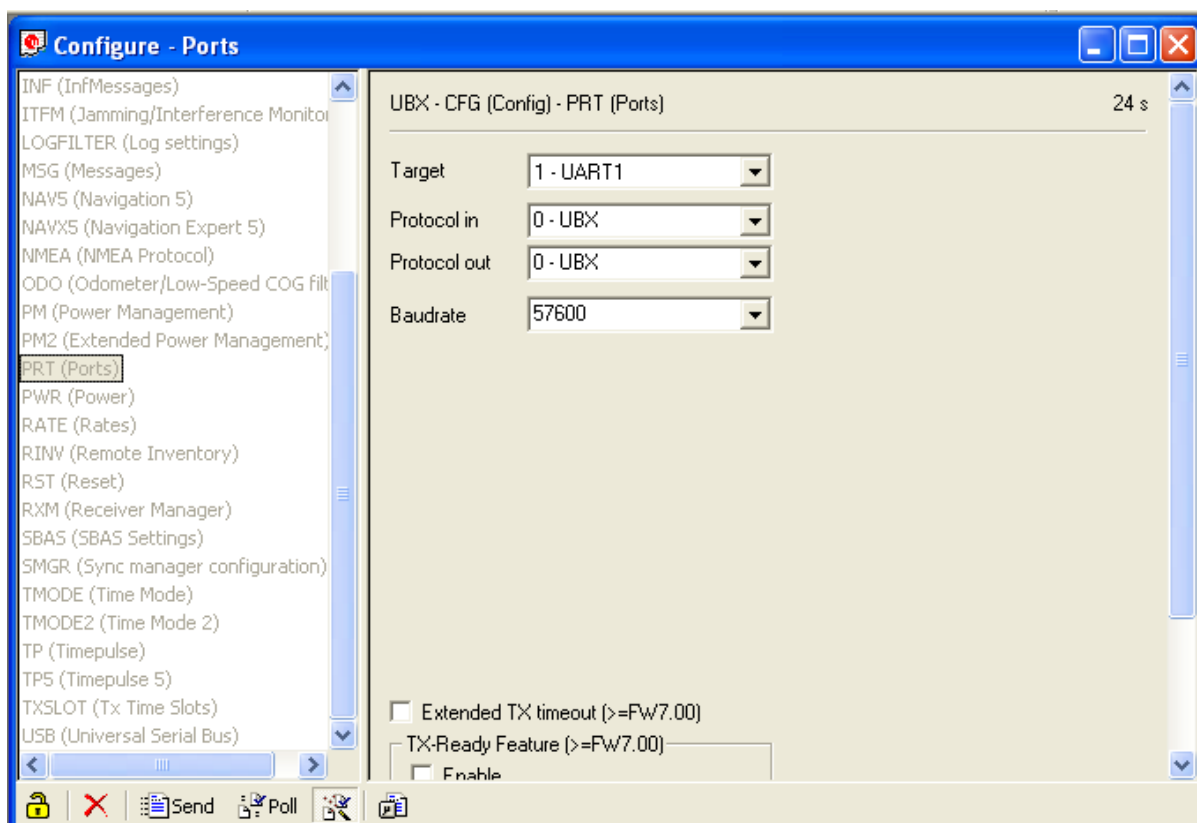 Configure - Ports
INF (InfMessages)
ITFM (Jamming/Interference Monitor
LOGFILTER (Log settings)
MSG (Messages)
NAV5 (Navigation 5)
NAVX5 (Navigation Expert 5)
NMEA (NMEA Protocol)
ODO (Odometer/Low-Speed COG filt
PM (Power Management)
PM2 (Extended Power Management)
PRT (Ports)
PWR (Power)
RATE (Rates)
RINV (Remote Inventory)
RST (Reset)
RXM (Receiver Manager)
SBAS (SBAS Settings)
SMGR (Sync manager configuration)
TMODE (Time Mode)
TMODE2 (Time Mode 2)
TP (Timepulse)
TP5 (Timepulse 5)
TXSLOT (Tx Time Slots)
USB (Universal Serial Bus)
UBX - CFG (Config) - PRT (Ports) 24 s
Target 1 - UART1
Protocol in 0 - UBX
Protocol out 0 - UBX
Baudrate 57600
Extended TX timeout (>=FW7.00)
TX-Ready Feature (>=FW7.00)
Enable
Send Poll